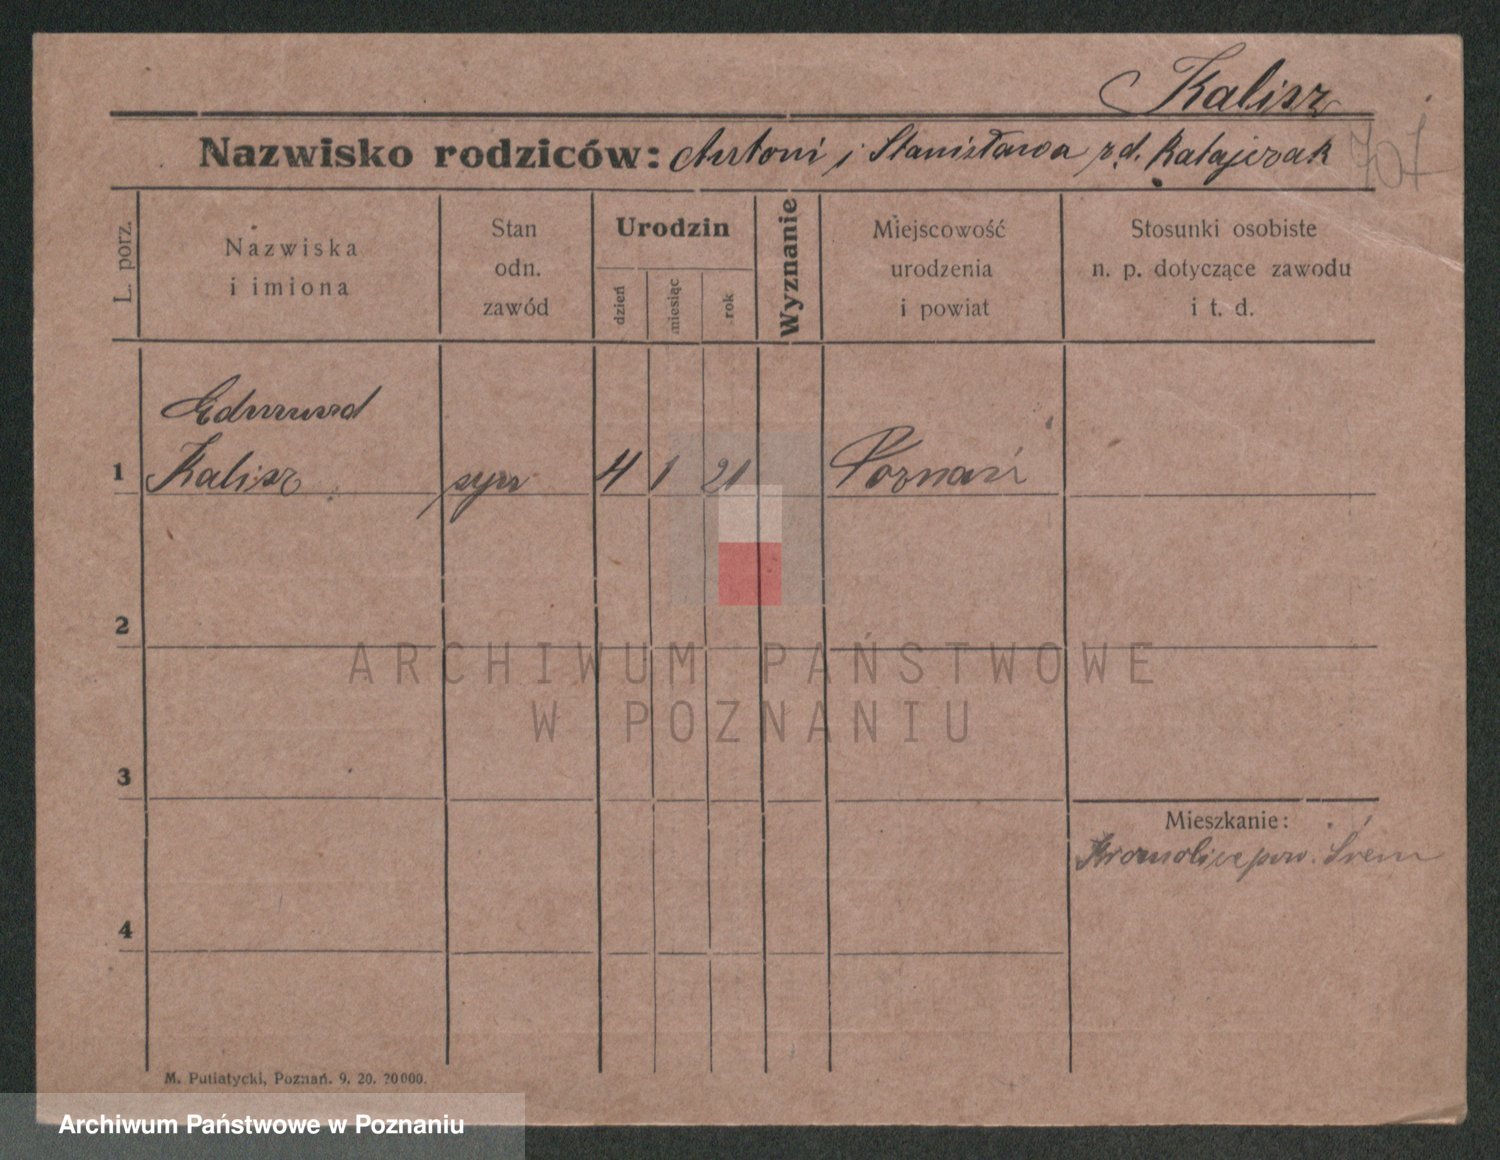 Kalisz
Nazwisko rodziców: Antoni i Stanisława r.d. Ratajczak
701
L. porz.
Nazwiska
i imiona
Stan
odn.
zawód
Urodzin
dzień
miesiąc
rok
Wyznanie
Miejscowość
urodzenia
i powiat
Stosunki osobiste
n. p. dotyczące zawodu
i t. d.
Edmund
1 Kalisz syn 4 1 21 Poznań
2
ARCHIWUM PAŃSTWOWE
W POZNANIU
3
Mieszkanie:
pow. Śrem
4
M. Putiatycki, Poznań. 9. 20. 20000.
Archiwum Państwowe w Poznaniu